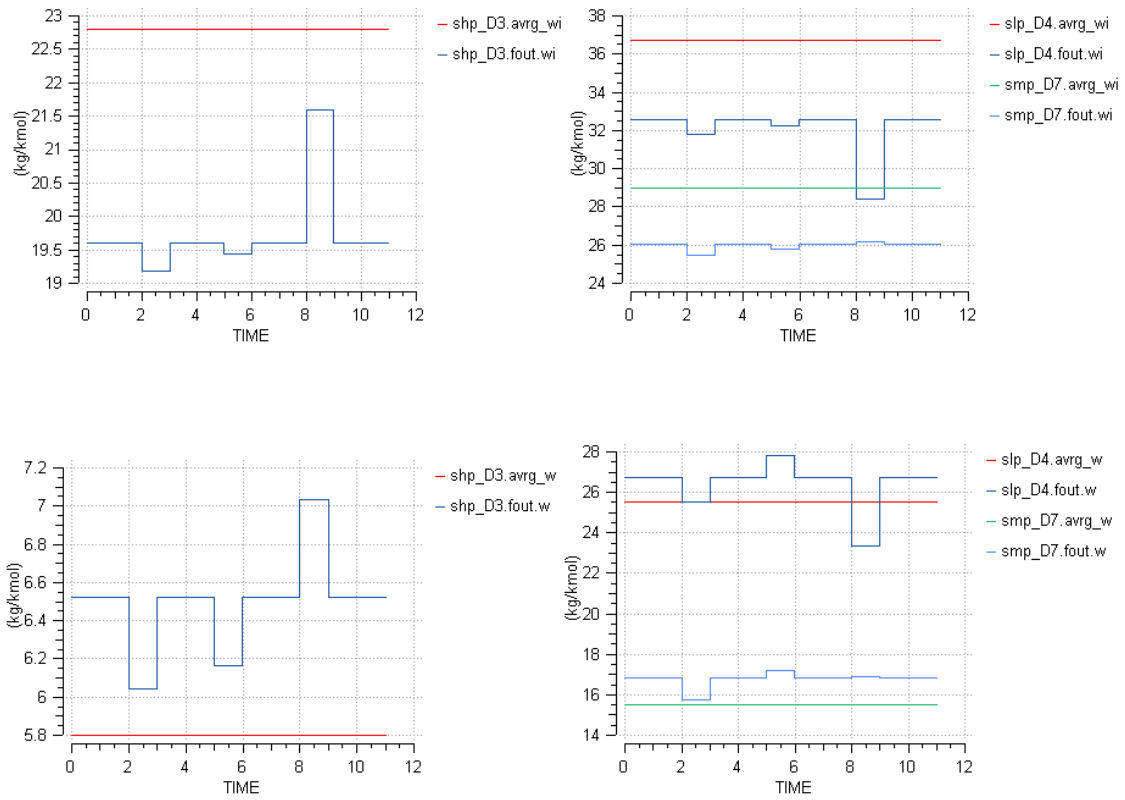 23
22.5
22
21.5
21
20.5
20
19.5
19
(kg/kmol)
0 2 4 6 8 10 12
TIME
shp_D3.avrg_wi
shp_D3.fout.wi
38
36
34
32
30
28
26
24
(kg/kmol)
0 2 4 6 8 10 12
TIME
slp_D4.avrg_wi
slp_D4.fout.wi
smp_D7.avrg_wi
smp_D7.fout.wi
7.2
7
6.8
6.6
6.4
6.2
6
5.8
(kg/kmol)
0 2 4 6 8 10 12
TIME
shp_D3.avrg_w
shp_D3.fout.w
28
26
24
22
20
18
16
14
(kg/kmol)
0 2 4 6 8 10 12
TIME
slp_D4.avrg_w
slp_D4.fout.w
smp_D7.avrg_w
smp_D7.fout.w